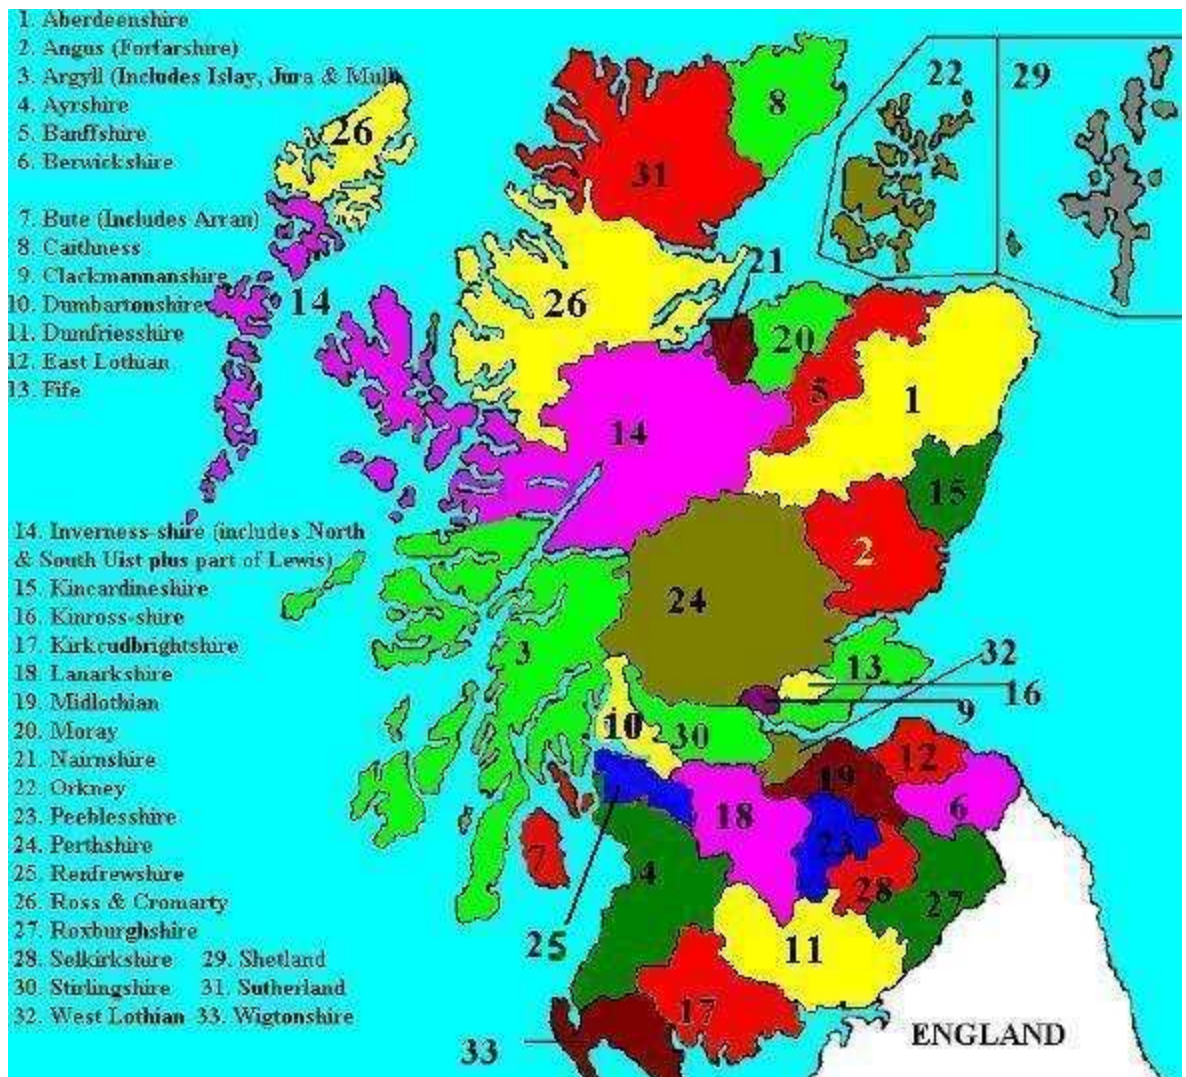 1. Aberdeenshire
2. Angus (Forfarshire)
3. Argyll (Includes Islay, Jura & Mull)
4. Ayrshire
5. Banffshire
6. Berwickshire
7. Bute (Includes Arran)
8. Caithness
9. Clackmannanshire
10. Dumbartonshire
11. Dumfriesshire
12. East Lothian
13. Fife
14. Inverness-shire (includes North
& South Uist plus part of Lewis)
15. Kincardineshire
16. Kinross-shire
17. Kirkcudbrightshire
18. Lanarkshire
19. Midlothian
20. Moray
21. Nairnshire
22. Orkney
23. Peeblesshire
24. Perthshire
25. Renfrewshire
26. Ross & Cromarty
27. Roxburghshire
28. Selkirkshire 29. Shetland
30. Stirlingshire 31. Sutherland
32. West Lothian 33. Wigtonshire
22 29
8
26
31
21
14
26
20
5
1
14
15
2
24
3
13
32
16
9
10
30
12
19
6
18
23
7
4
28
27
25
11
17
33
ENGLAND